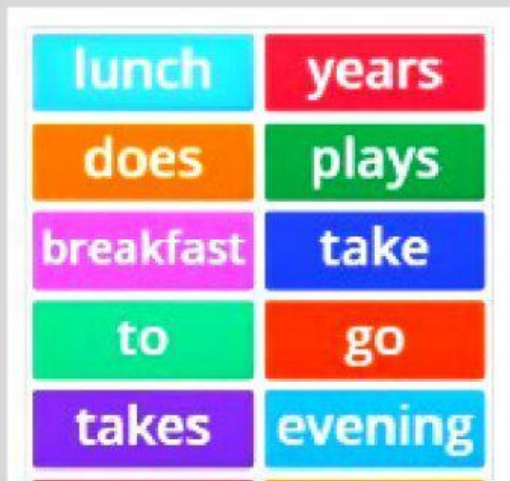 lunch years
does plays
breakfast take
to go
takes evening